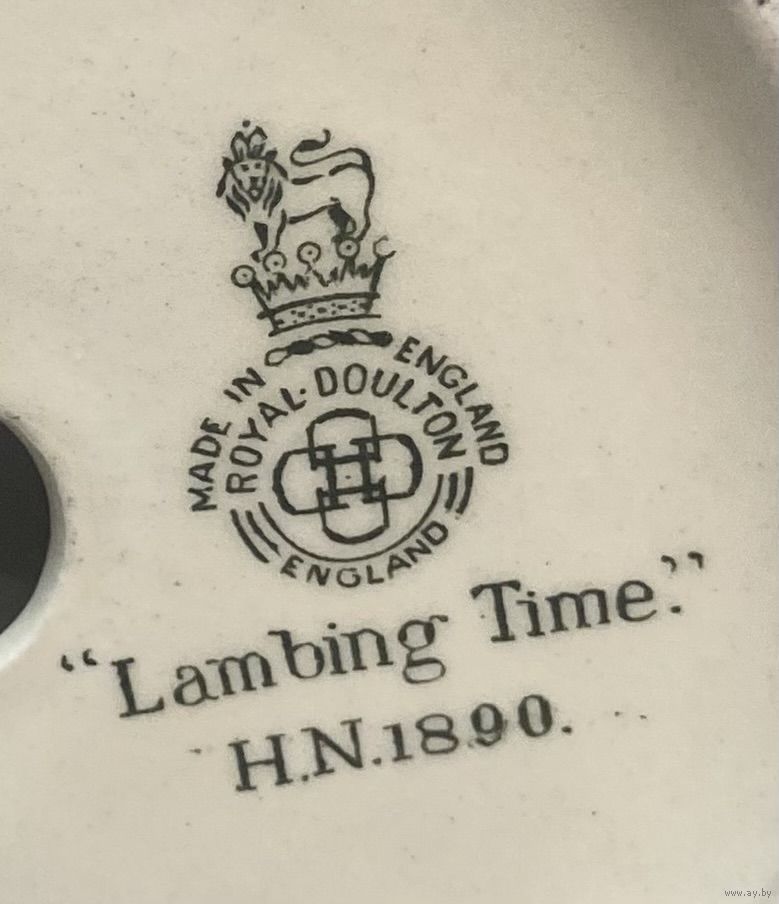 MADE IN ENGLAND
ROYAL·DOULTON
ENGLAND
“Lambing Time.”
H.N.1890.
www.ay.by